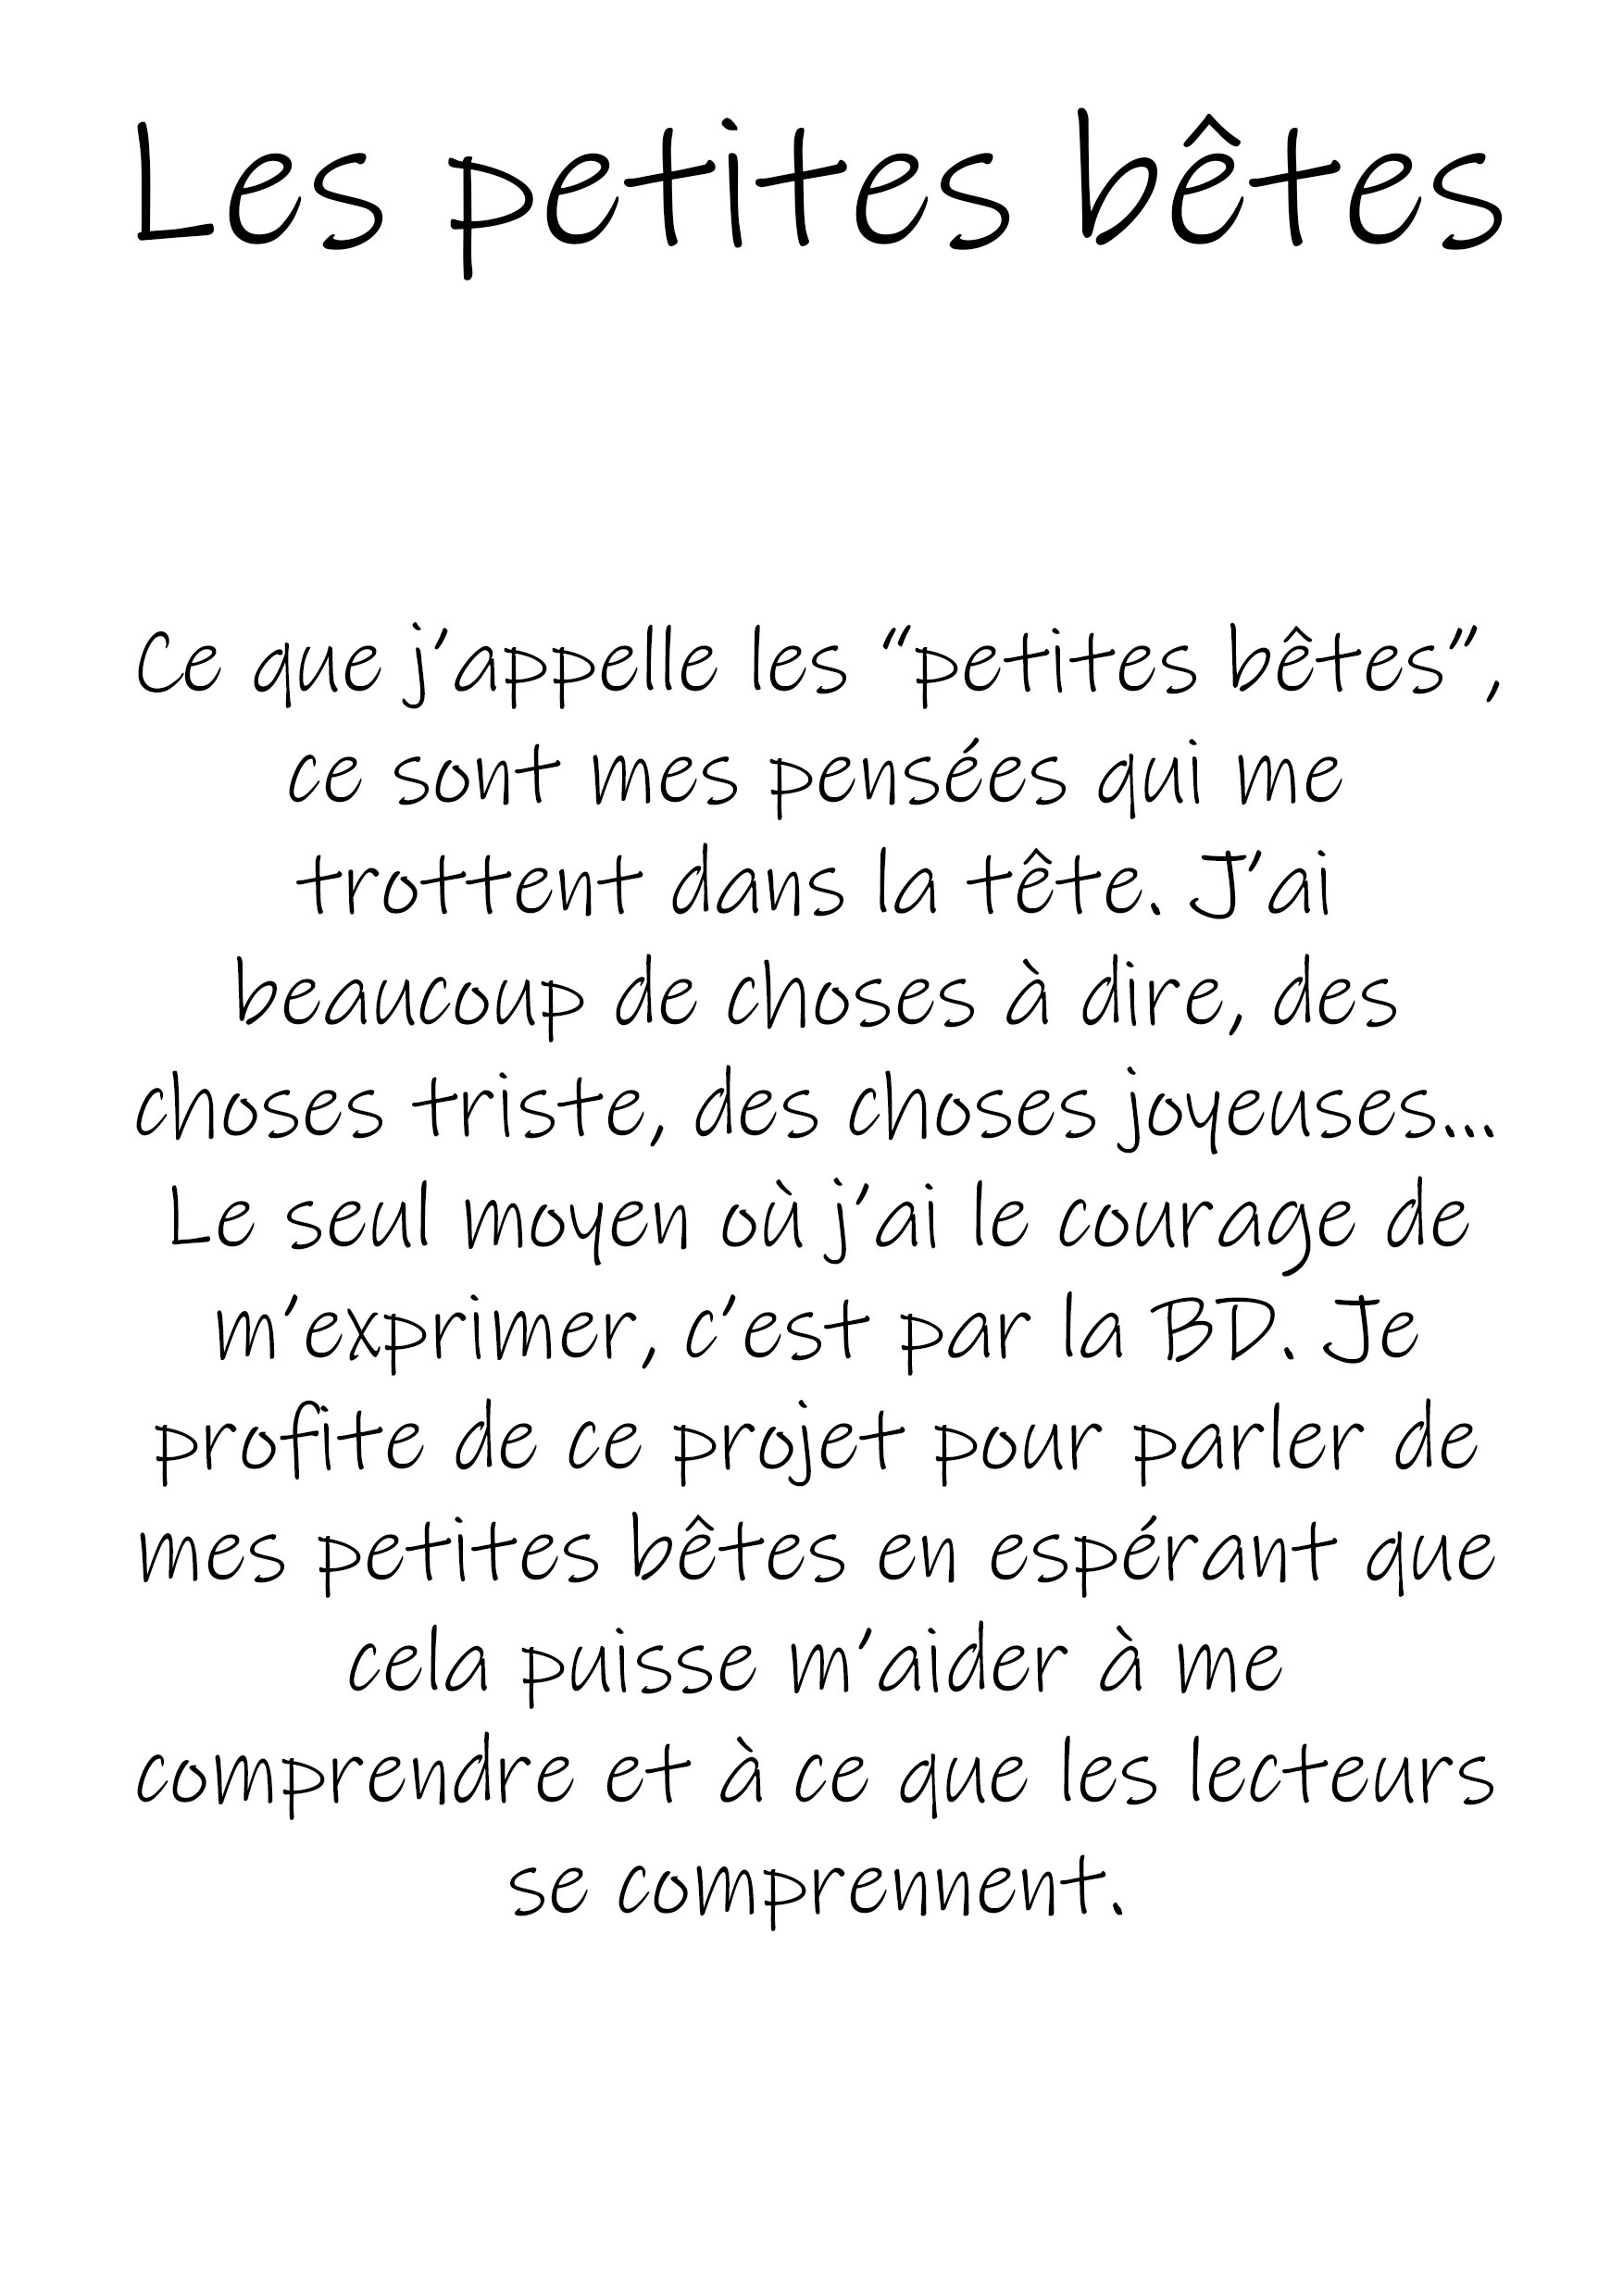 Les petites bêtes
Ce que j’appelle les “petites bêtes”,
ce sont mes pensées qui me
trottent dans la tête. J’ai
beaucoup de choses à dire, des
choses triste, des choses joyeuses...
Le seul moyen où j’ai le courage de
m’exprimer, c’est par la BD. Je
profite de ce projet pour parler de
mes petites bêtes en espérant que
cela puisse m’aider à me
comprendre et à ce que les lecteurs
se comprennent.